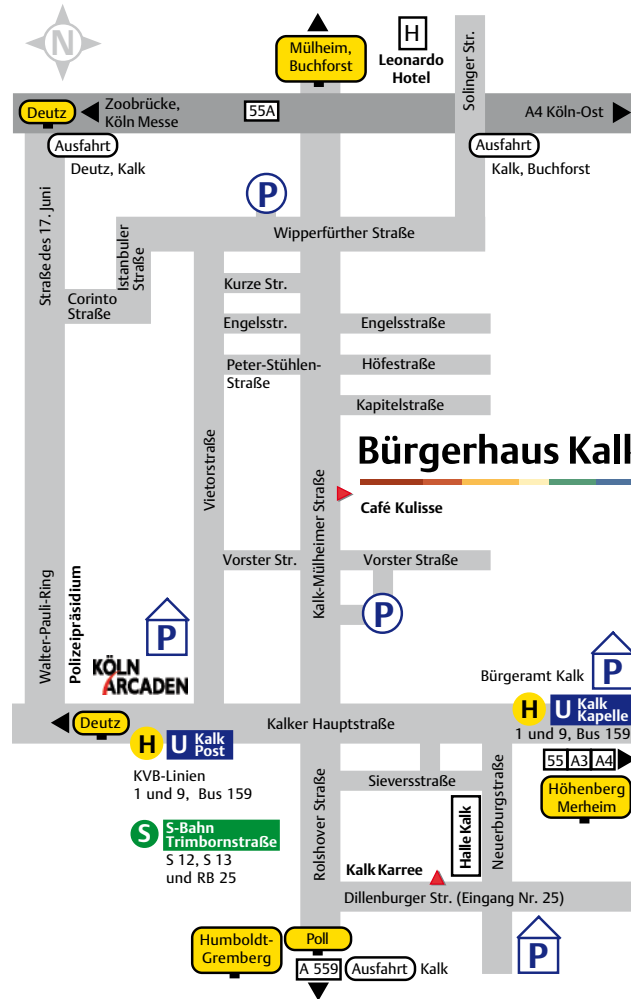 N
H
Leonardo
Hotel
Solinger Str.
Mülheim,
Buchforst
Deutz
Zoobrücke,
Köln Messe
55A
A4 Köln-Ost
Ausfahrt
Deutz, Kalk
Ausfahrt
Kalk, Buchforst
P
Straße des 17. Juni
Istanbuler
Straße
Wipperfürther Straße
Corinto
Straße
Kurze Str.
Engelsstr.
Engelsstraße
Peter-Stühlen-
Straße
Höfestraße
Kapitelstraße
Bürgerhaus Kalk
Café Kulisse
Vietorstraße
Kalk-Mülheimer Straße
Vorster Str.
Vorster Straße
P
Walter-Pauli-Ring
Polizeipräsidium
P
KÖLN
ARCADEN
Bürgeramt Kalk
P
Deutz
Kalker Hauptstraße
H
U Kalk
Kapelle
1 und 9, Bus 159
H
U Kalk
Post
KVB-Linien
1 und 9, Bus 159
55 A3 A4
Höhenberg
Merheim
Sieversstraße
Rolshover Straße
Halle Kalk
Neuerburgstraße
S
S-Bahn
Trimbornstraße
S 12, S 13
und RB 25
Kalk Karree
Dillenburger Str. (Eingang Nr. 25)
Humboldt-
Gremberg
Poll
A 559
Ausfahrt
Kalk
P